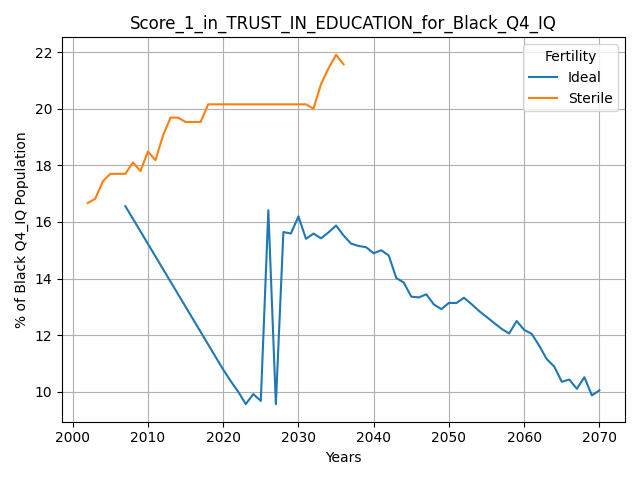 Score_1_in_TRUST_IN_EDUCATION_for_Black_Q4_IQ
Fertility
Ideal
Sterile
% of Black Q4_IQ Population
22
20
18
16
14
12
10
2000 2010 2020 2030 2040 2050 2060 2070
Years